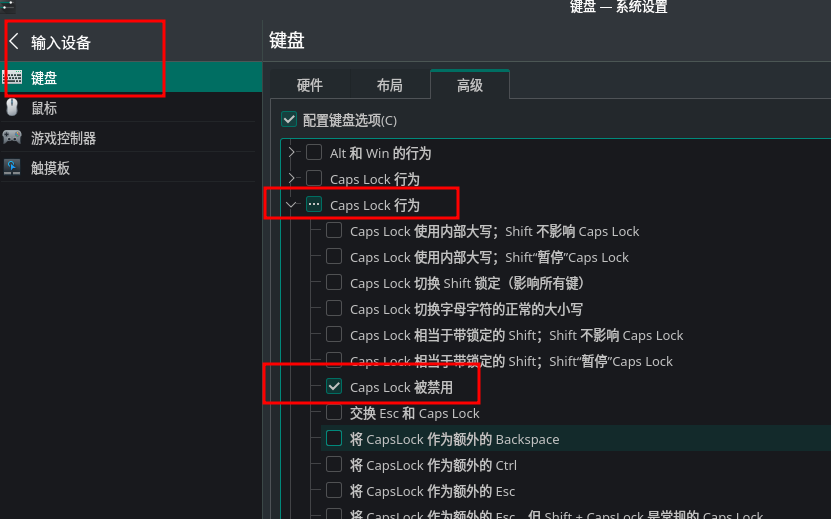 键盘 — 系统设置
输入设备
键盘
鼠标
游戏控制器
触摸板
键盘
硬件
布局
高级
配置键盘选项(C)
Alt 和 Win 的行为
Caps Lock 行为
Caps Lock 行为
Caps Lock 使用内部大写；Shift 不影响 Caps Lock
Caps Lock 使用内部大写；Shift“暂停”Caps Lock
Caps Lock 切换 Shift 锁定（影响所有键）
Caps Lock 切换字母字符的正常的大小写
Caps Lock 相当于带锁定的 Shift；Shift 不影响 Caps Lock
Caps Lock 相当于带锁定的 Shift；Shift“暂停”Caps Lock
Caps Lock 被禁用
交换 Esc 和 Caps Lock
将 CapsLock 作为额外的 Backspace
将 CapsLock 作为额外的 Ctrl
将 CapsLock 作为额外的 Esc
将 CapsLock 作为额外的 Esc，但 Shift + CapsLock 是常规的 Caps Lock